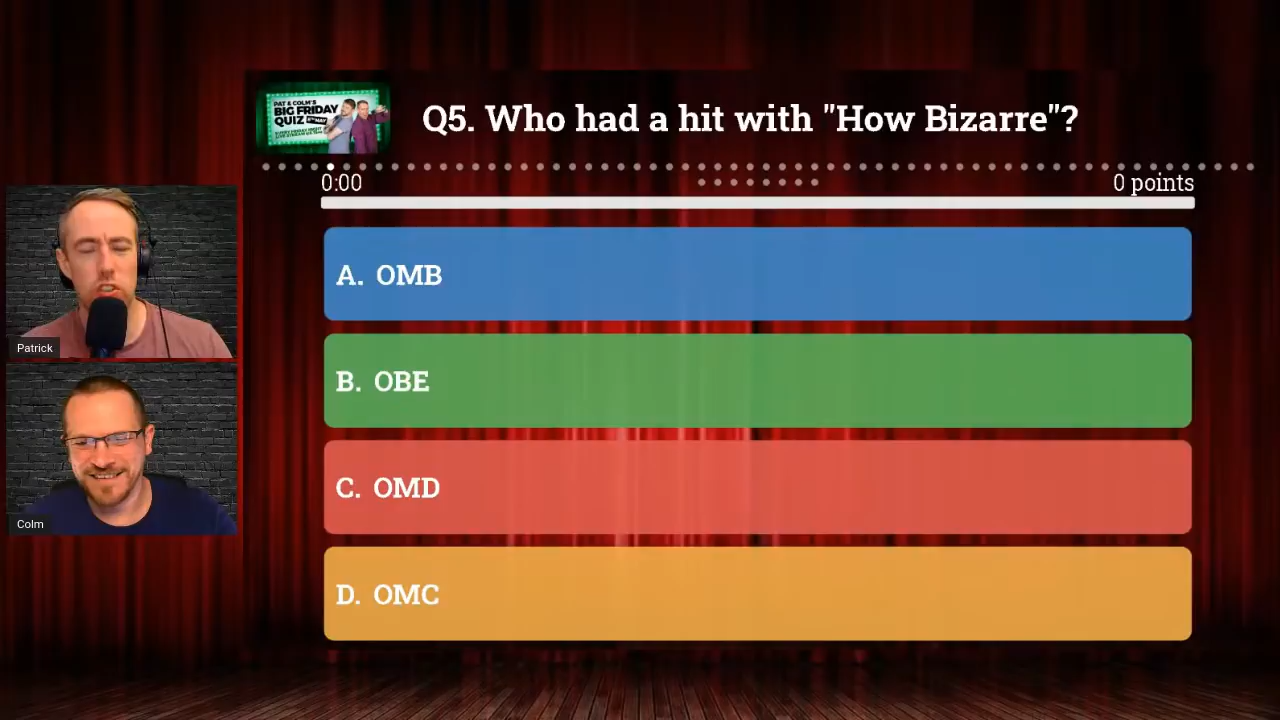 PAT & COLM'S
BIG FRIDAY
QUIZ
Q5. Who had a hit with "How Bizarre"?
0:00
0 points
A. OMB
B. OBE
C. OMD
D. OMC
Patrick
Colm